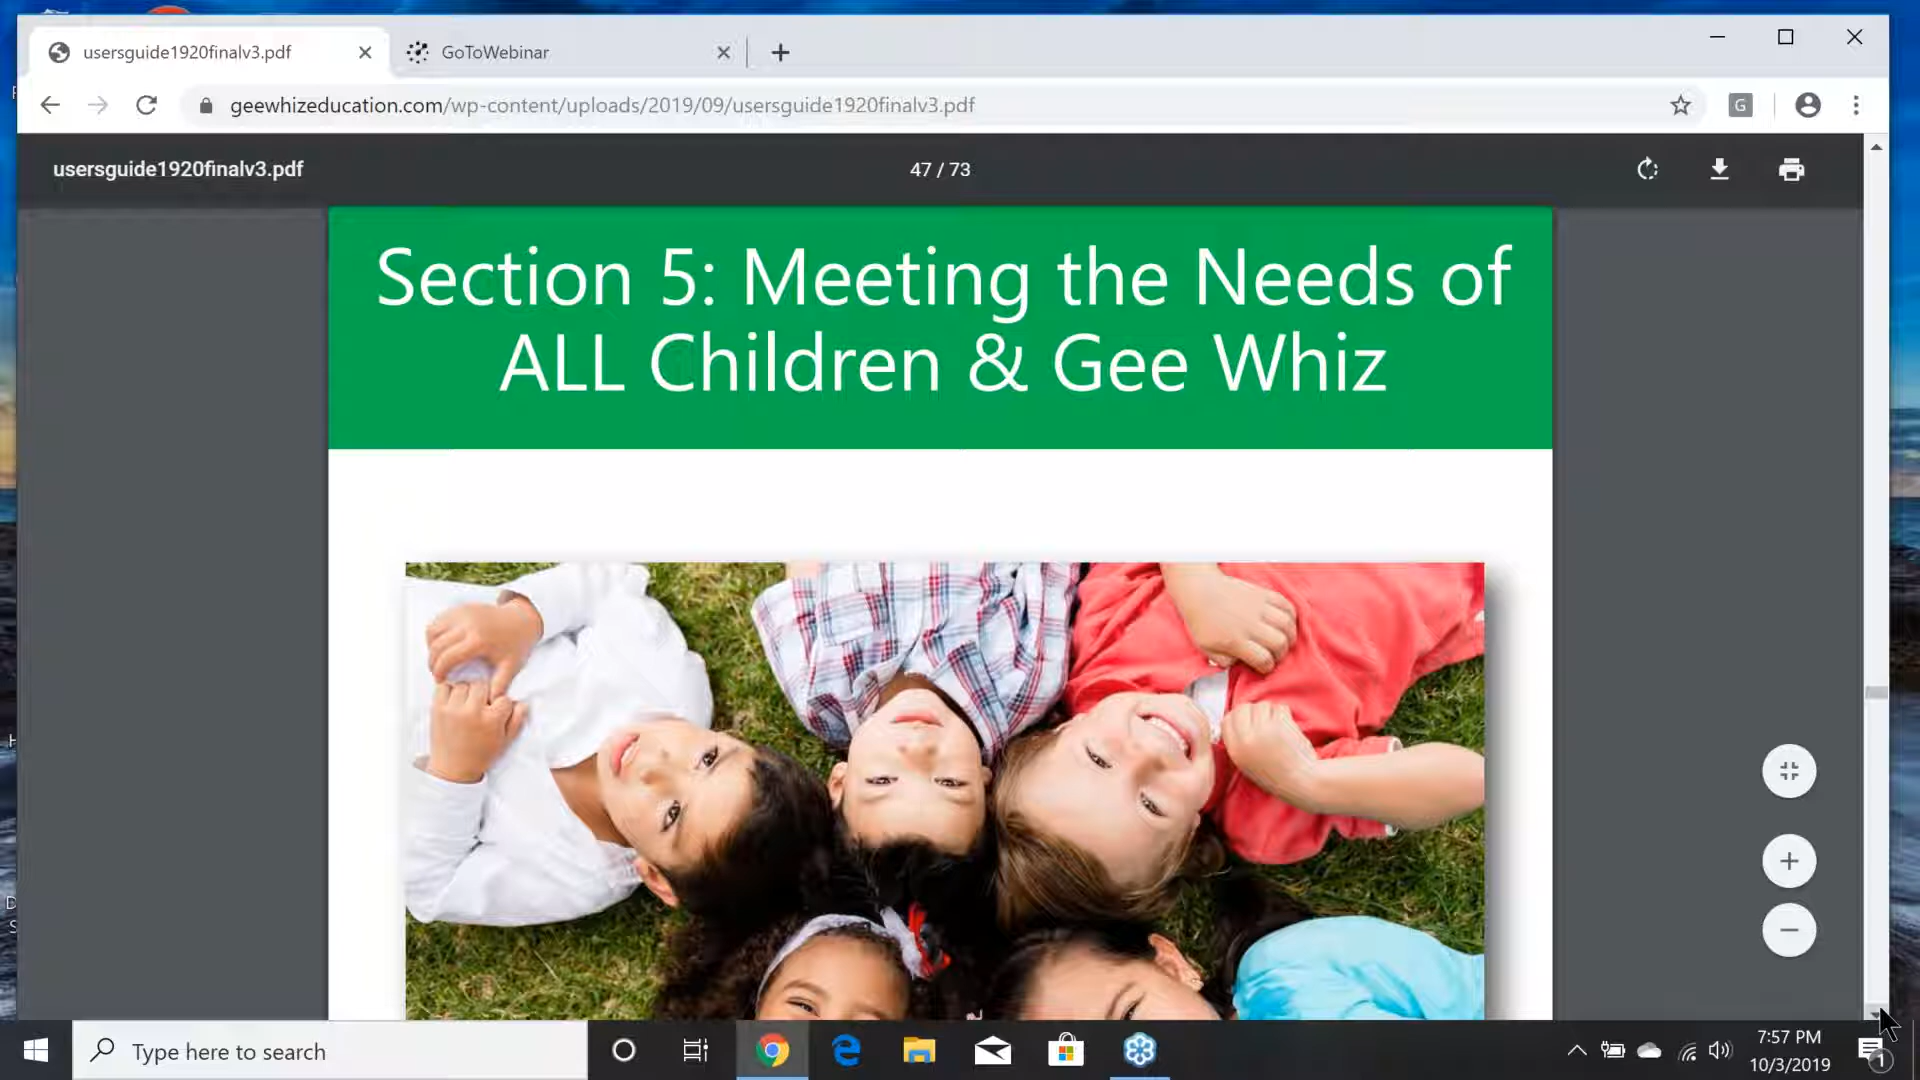 usersguide1920finalv3.pdf
GoToWebinar
geewhizeducation.com/wp-content/uploads/2019/09/usersguide1920finalv3.pdf
G
usersguide1920finalv3.pdf
47 / 73
Section 5: Meeting the Needs of
ALL Children & Gee Whiz
Type here to search
7:57 PM
10/3/2019
1